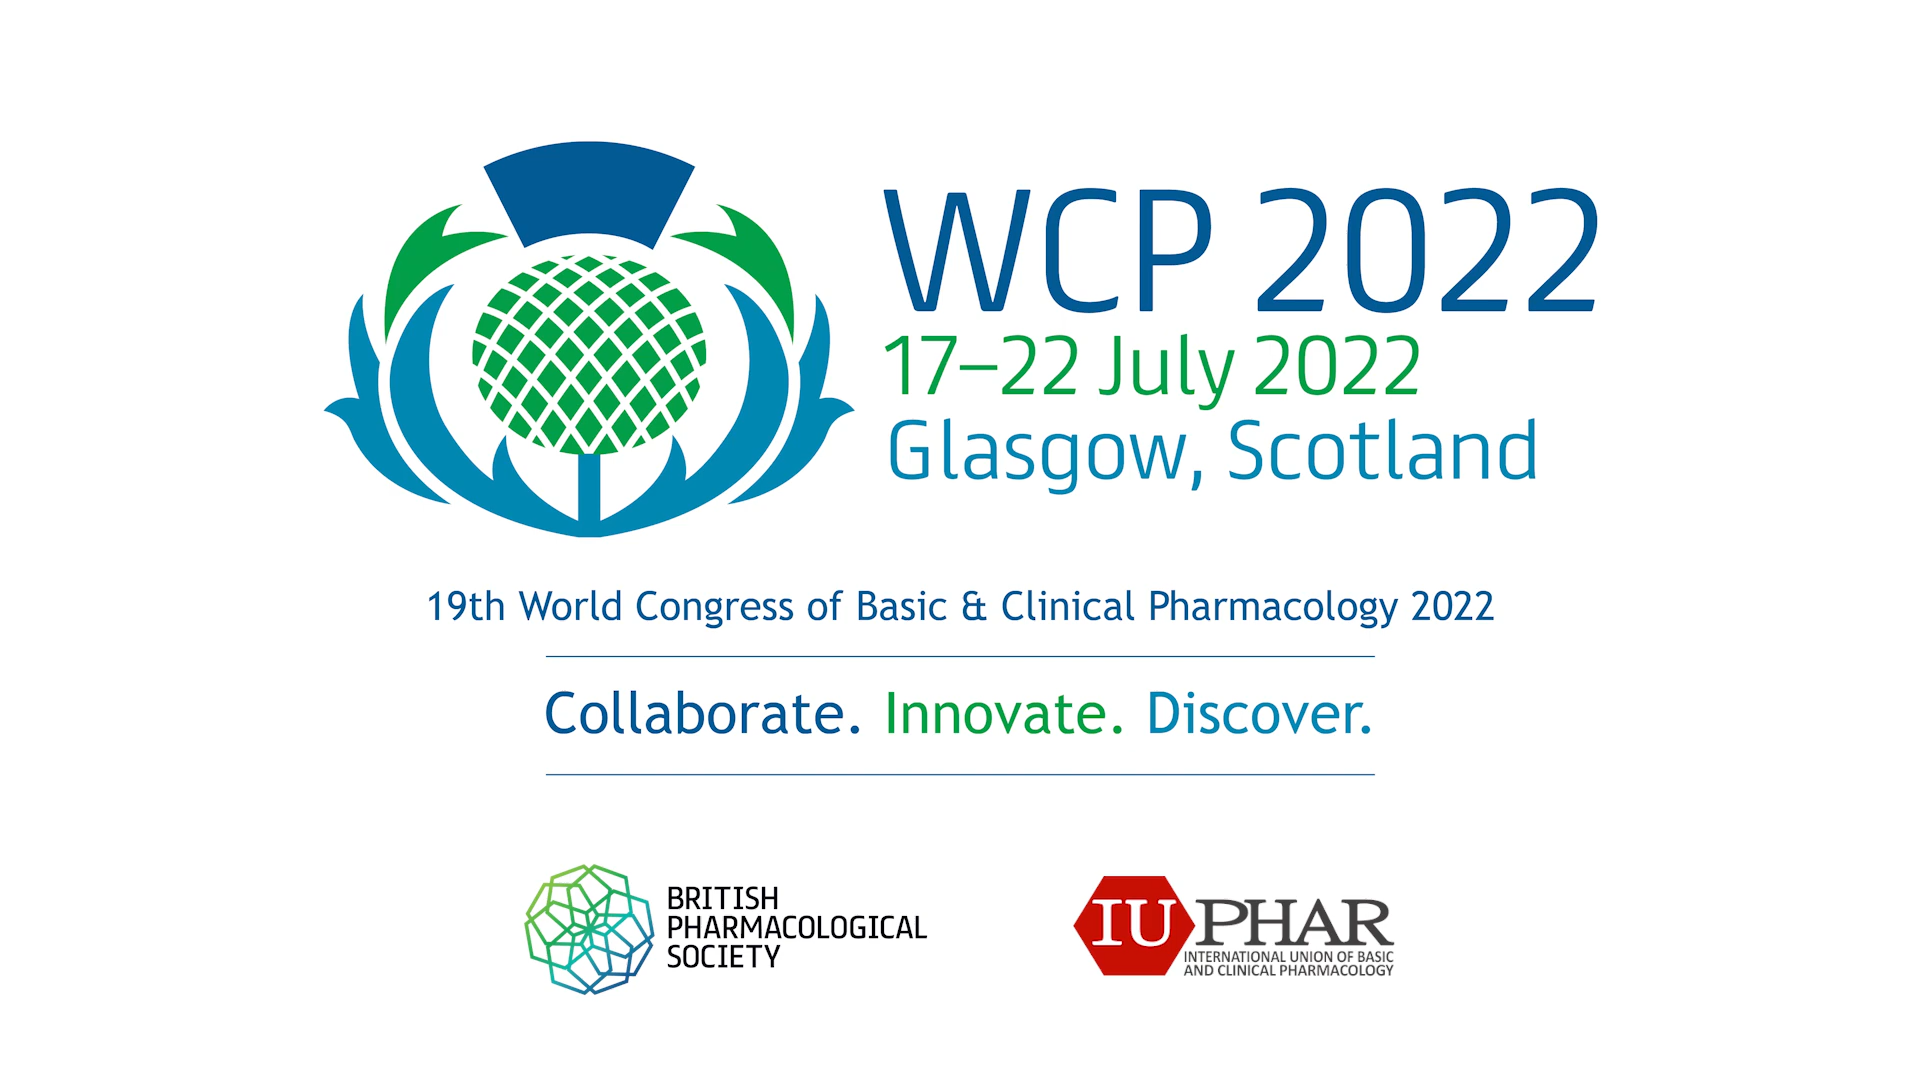 WCP 2022
17–22 July 2022
Glasgow, Scotland
19th World Congress of Basic & Clinical Pharmacology 2022
Collaborate. Innovate. Discover.
BRITISH
PHARMACOLOGICAL
SOCIETY
IUPHAR
INTERNATIONAL UNION OF BASIC
AND CLINICAL PHARMACOLOGY